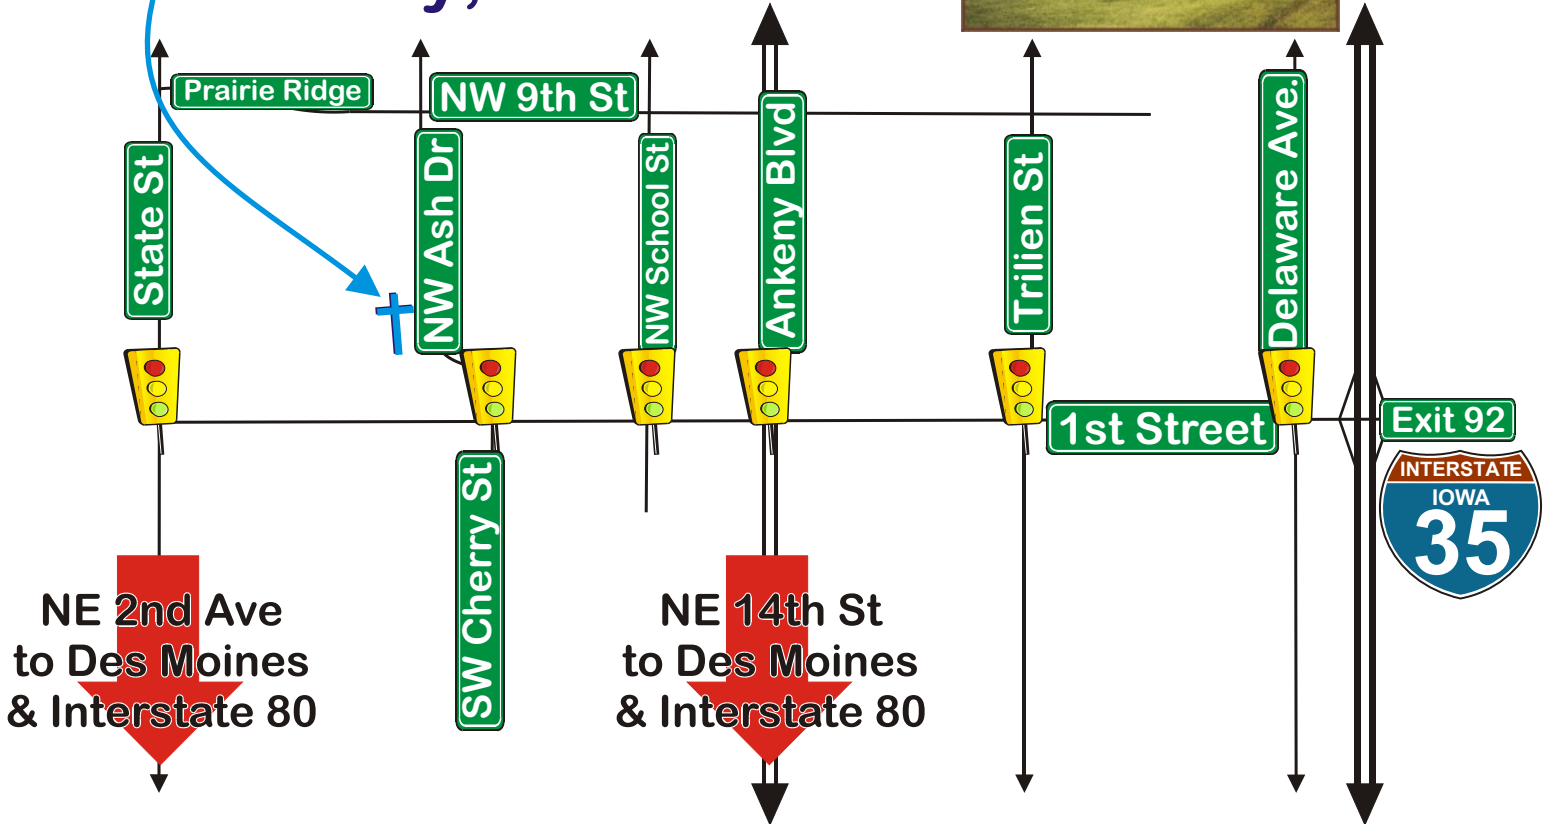 y,
Prairie Ridge
NW 9th St
State St
NW Ash Dr
NW School St
Ankeny Blvd
Trilien St
Delaware Ave.
1st Street
Exit 92
INTERSTATE
IOWA
35
SW Cherry St
NE 2nd Ave
to Des Moines
& Interstate 80
NE 14th St
to Des Moines
& Interstate 80